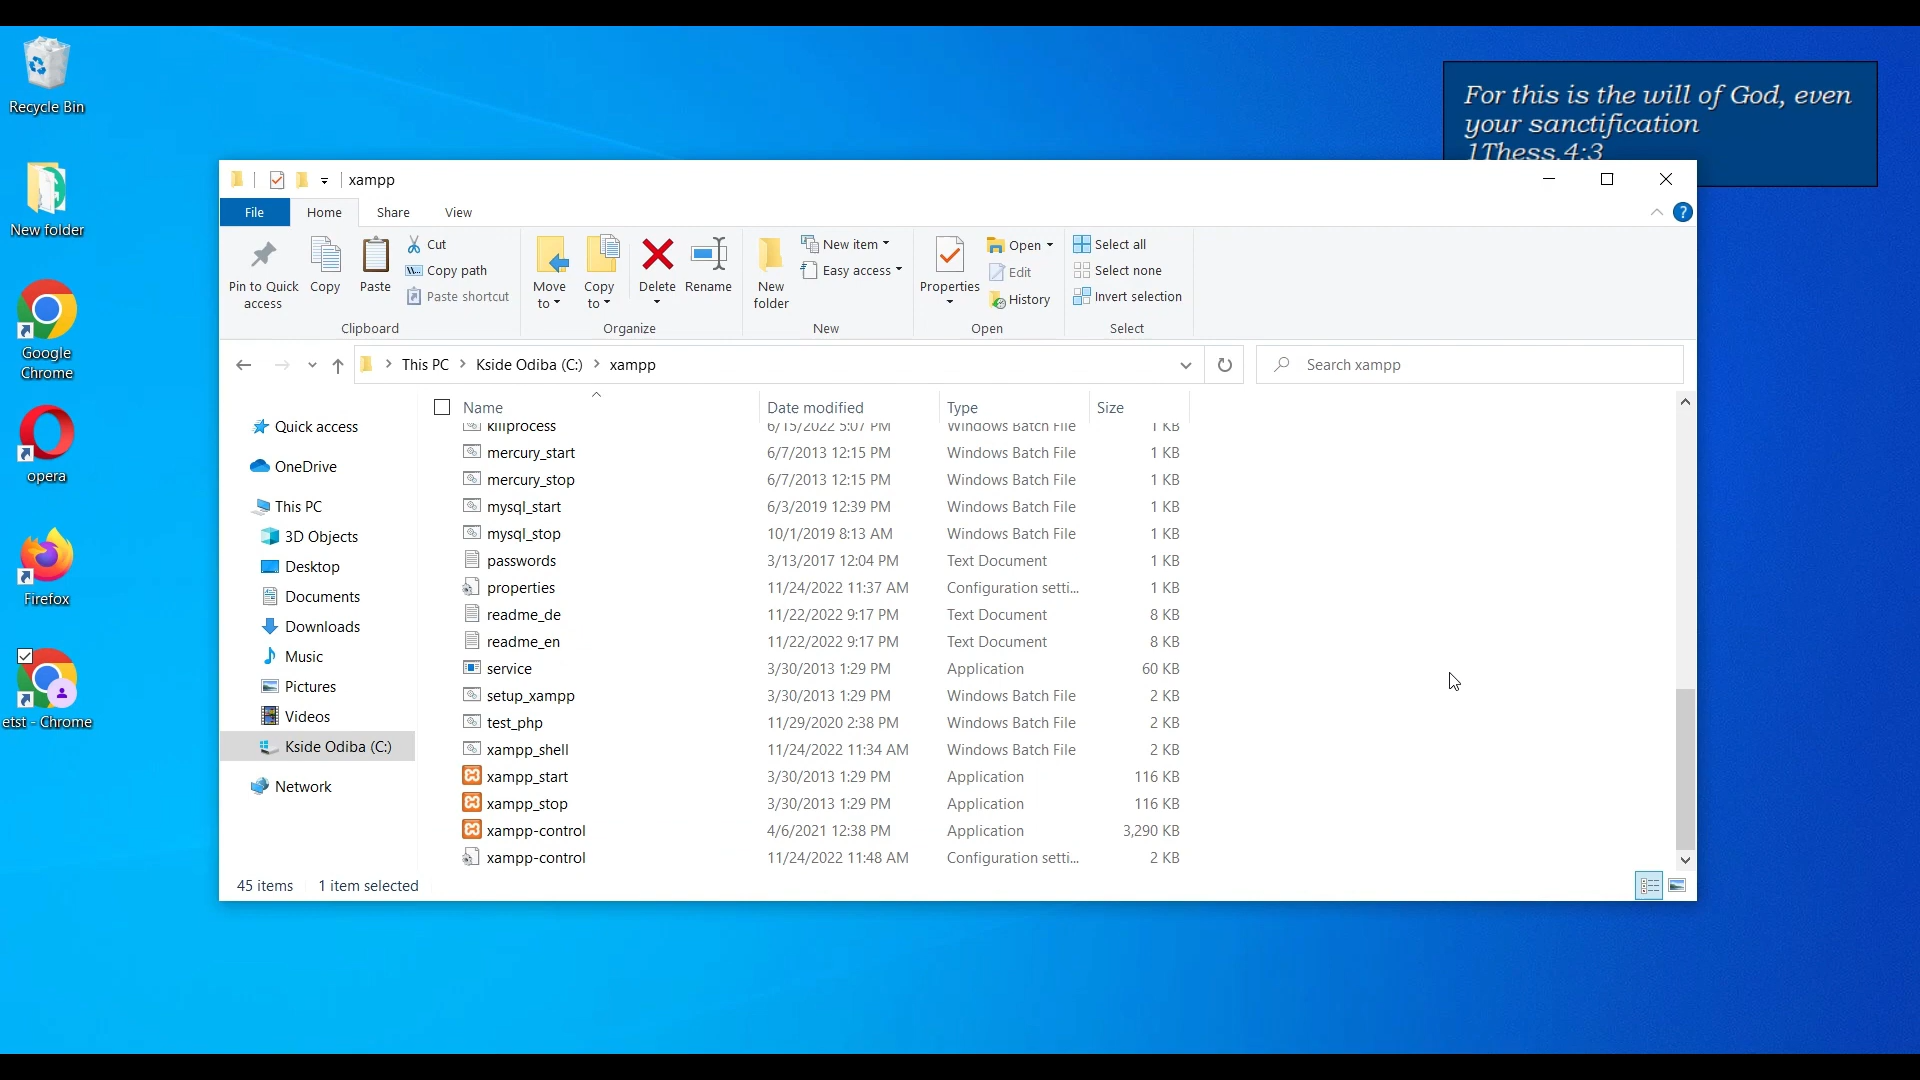 Recycle Bin
New folder
Google
Chrome
opera
Firefox
etst - Chrome
For this is the will of God, even
your sanctification
1Thess.4:3
xampp
File Home Share View
Pin to Quick
access
Copy
Paste
Cut
Copy path
Paste shortcut
Clipboard
Move
to
Copy
to
Delete
Rename
Organize
New
folder
New item
Easy access
New
Properties
Open
Edit
History
Open
Select all
Select none
Invert selection
Select
This PC Kside Odiba (C:) xampp
Search xampp
Quick access
OneDrive
This PC
3D Objects
Desktop
Documents
Downloads
Music
Pictures
Videos
Kside Odiba (C:)
Network
Name Date modified Type Size
killprocess 6/15/2022 5:07 PM Windows Batch File 1 KB
mercury_start 6/7/2013 12:15 PM Windows Batch File 1 KB
mercury_stop 6/7/2013 12:15 PM Windows Batch File 1 KB
mysql_start 6/3/2019 12:39 PM Windows Batch File 1 KB
mysql_stop 10/1/2019 8:13 AM Windows Batch File 1 KB
passwords 3/13/2017 12:04 PM Text Document 1 KB
properties 11/24/2022 11:37 AM Configuration setti... 1 KB
readme_de 11/22/2022 9:17 PM Text Document 8 KB
readme_en 11/22/2022 9:17 PM Text Document 8 KB
service 3/30/2013 1:29 PM Application 60 KB
setup_xampp 3/30/2013 1:29 PM Windows Batch File 2 KB
test_php 11/29/2020 2:38 PM Windows Batch File 2 KB
xampp_shell 11/24/2022 11:34 AM Windows Batch File 2 KB
xampp_start 3/30/2013 1:29 PM Application 116 KB
xampp_stop 3/30/2013 1:29 PM Application 116 KB
xampp-control 4/6/2021 12:38 PM Application 3,290 KB
xampp-control 11/24/2022 11:48 AM Configuration setti... 2 KB
45 items 1 item selected